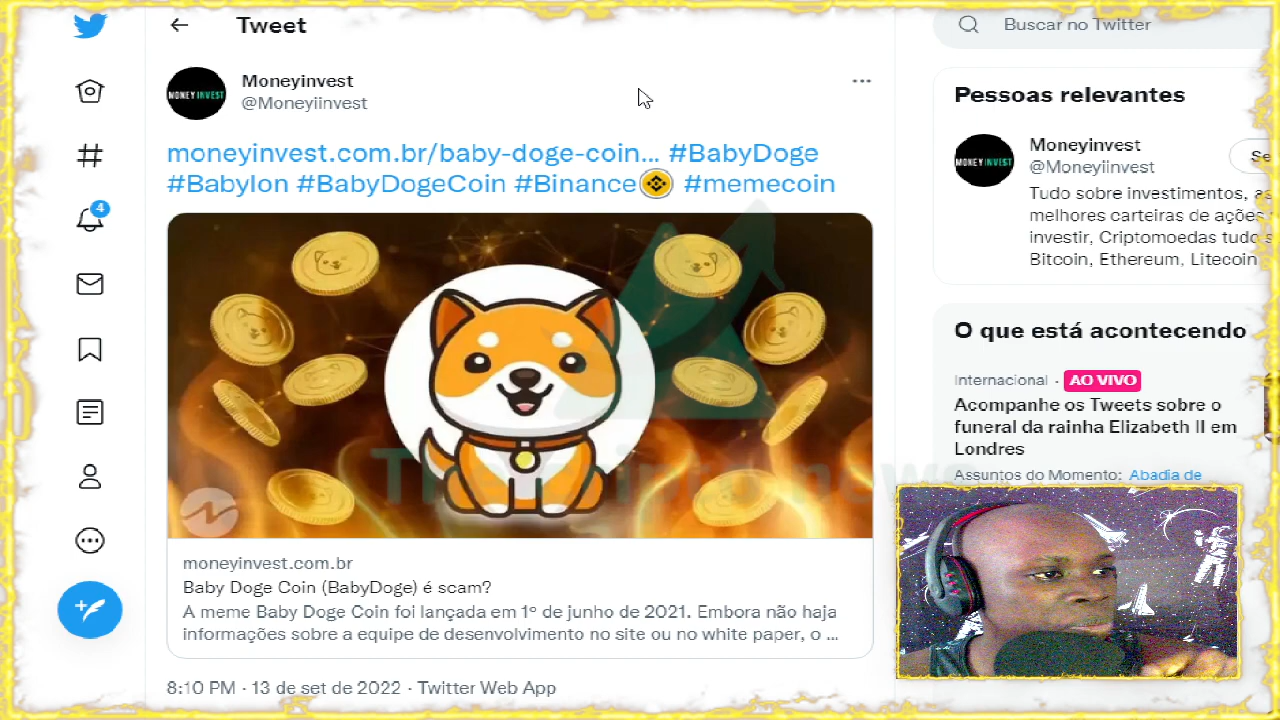 Tweet
Moneyinvest
@Moneyiinvest
moneyinvest.com.br/baby-doge-coin... #BabyDoge
#Babylon #BabyDogeCoin #Binance #memecoin
moneyinvest.com.br
Baby Doge Coin (BabyDoge) é scam?
A meme Baby Doge Coin foi lançada em 1º de junho de 2021. Embora não haja
informações sobre a equipe de desenvolvimento no site ou no white paper, o ...
8:10 PM · 13 de set de 2022 · Twitter Web App
4
MONEY INVEST
Buscar no Twitter
Pessoas relevantes
MONEY INVEST
Moneyinvest
@Moneyiinvest
Se
Tudo sobre investimentos, as
melhores carteiras de ações
investir, Criptomoedas tudo s
Bitcoin, Ethereum, Litecoin
O que está acontecendo
Internacional · AO VIVO
Acompanhe os Tweets sobre o
funeral da rainha Elizabeth II em
Londres
Assuntos do Momento: Abadia de